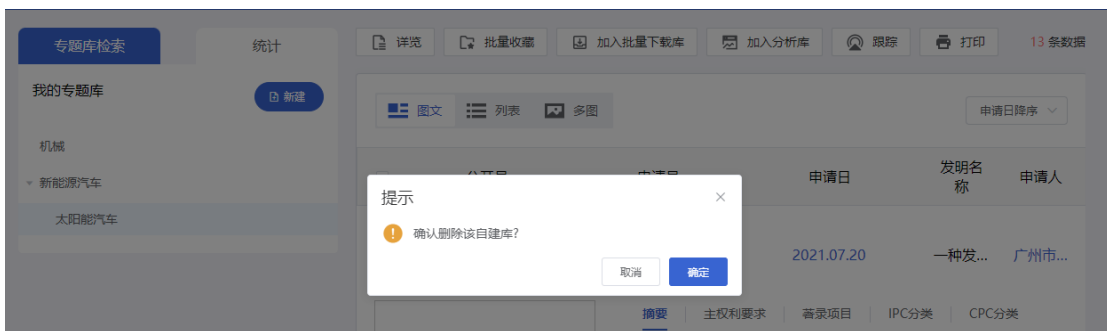 专题库检索
统计
详览
批量收藏
加入批量下载库
加入分析库
跟踪
打印
13 条数据
我的专题库
新建
图文
列表
多图
申请日降序
机械
新能源汽车
太阳能汽车
公开号
申请号
申请日
发明名
称
申请人
提示
确认删除该自建库?
取消
确定
2021.07.20
一种发...
广州市...
摘要
主权利要求
著录项目
IPC分类
CPC分类